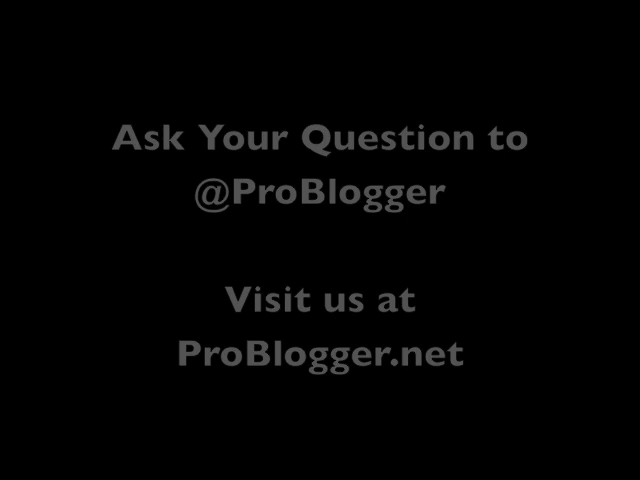 Ask Your Question to
@ProBlogger
Visit us at
ProBlogger.net